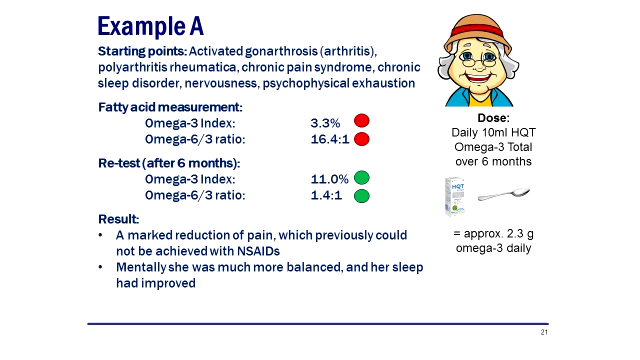 Example A
Starting points: Activated gonarthrosis (arthritis),
polyarthritis rheumatica, chronic pain syndrome, chronic
sleep disorder, nervousness, psychophysical exhaustion
Fatty acid measurement:
Omega-3 Index: 3.3%
Omega-6/3 ratio: 16.4:1
Re-test (after 6 months):
Omega-3 Index: 11.0%
Omega-6/3 ratio: 1.4:1
Result:
• A marked reduction of pain, which previously could
not be achieved with NSAIDs
• Mentally she was much more balanced, and her sleep
had improved
Dose:
Daily 10ml HQT
Omega-3 Total
over 6 months
HQT
= approx. 2.3 g
omega-3 daily
21